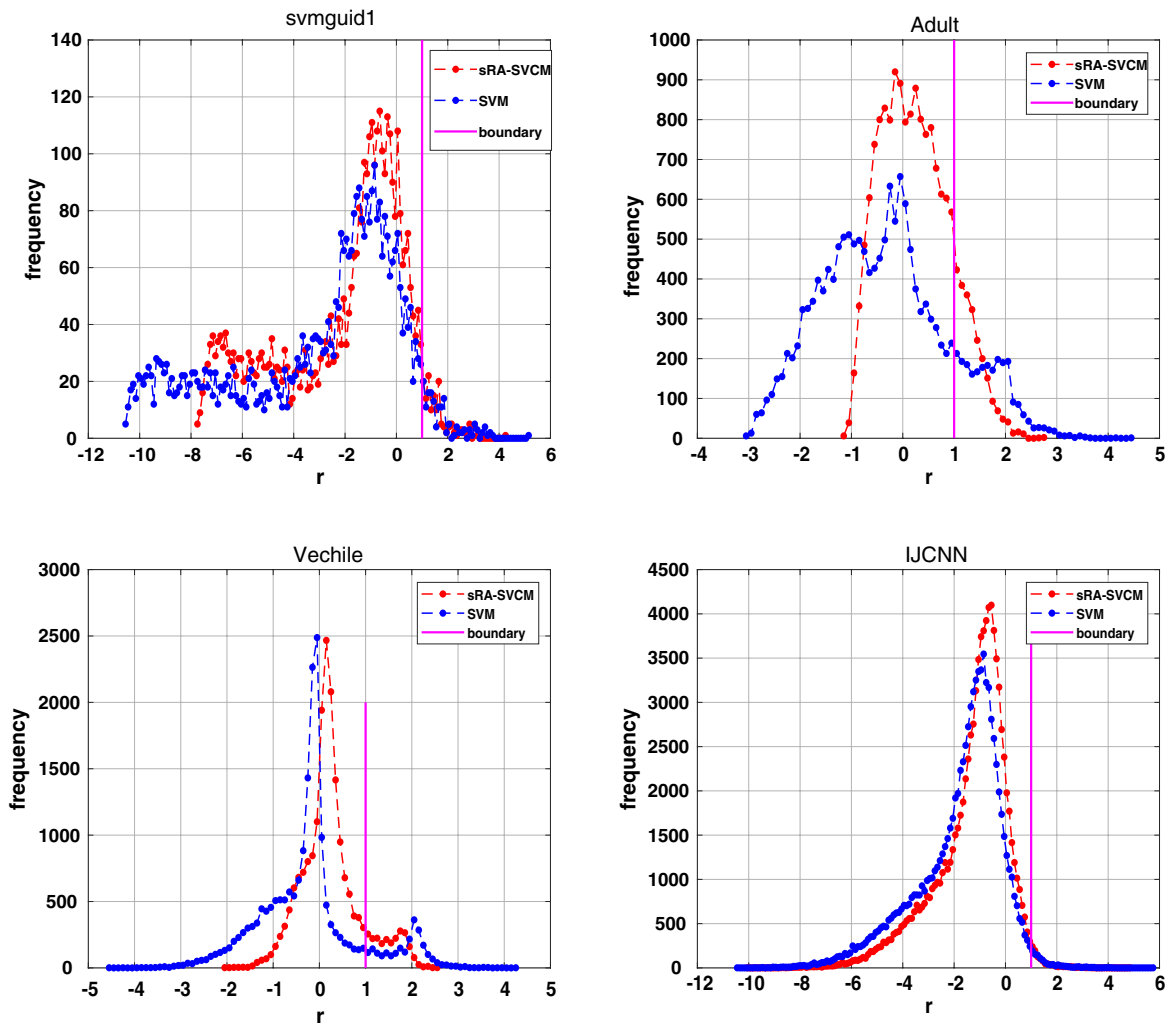 svmguid1
140
120
100
80
60
40
20
0
frequency
-12 -10 -8 -6 -4 -2 0 2 4 6
r
sRA-SVCM
SVM
boundary
Adult
1000
900
800
700
600
500
400
300
200
100
0
frequency
-4 -3 -2 -1 0 1 2 3 4 5
r
sRA-SVCM
SVM
boundary
Vechile
3000
2500
2000
1500
1000
500
0
frequency
-5 -4 -3 -2 -1 0 1 2 3 4 5
r
sRA-SVCM
SVM
boundary
IJCNN
4500
4000
3500
3000
2500
2000
1500
1000
500
0
frequency
-12 -10 -8 -6 -4 -2 0 2 4 6
r
sRA-SVCM
SVM
boundary